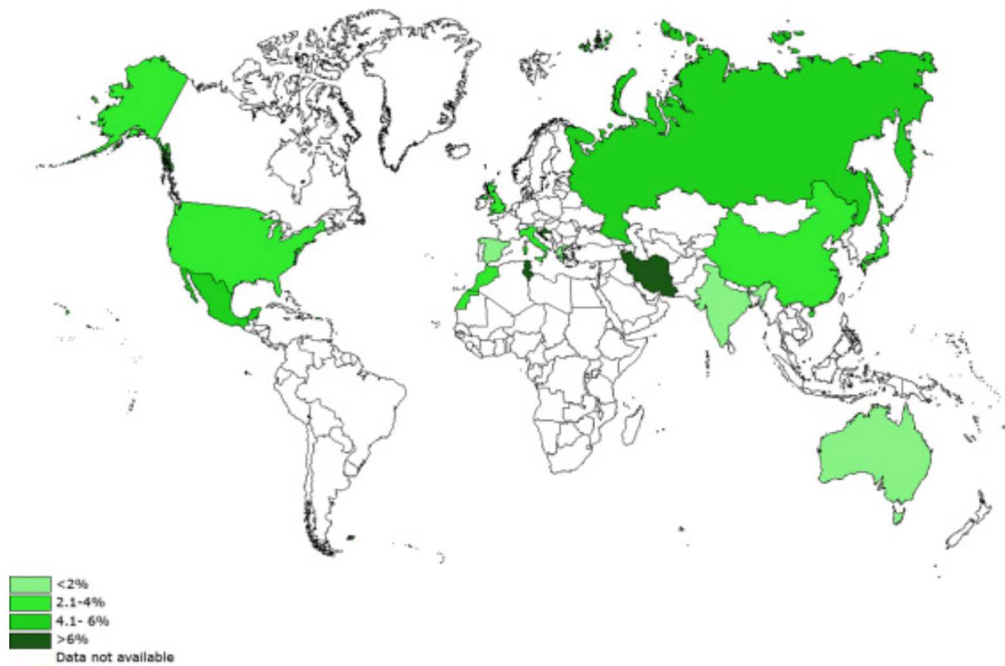 <2%
2.1-4%
4.1- 6%
>6%
Data not available